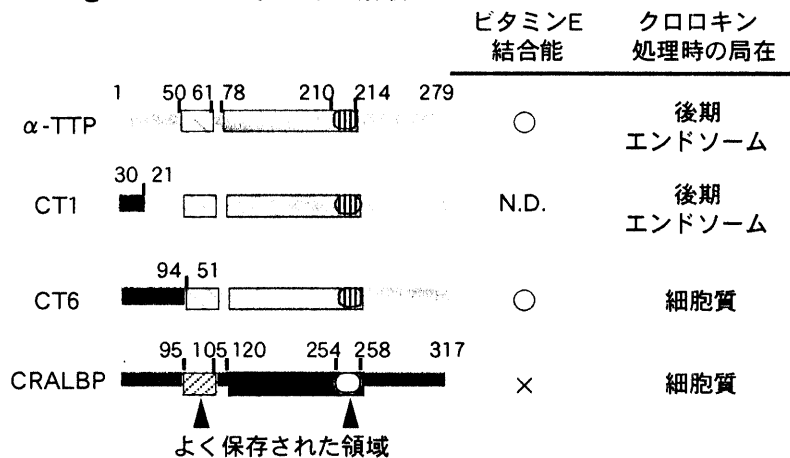 ビタミンE
結合能
クロロキン
処理時の局在
1 50 61 78 210 214 279
α-TTP ○ 後期
エンドソーム
30 21
CT1 N.D. 後期
エンドソーム
94 51
CT6 ○ 細胞質
95 105 120 254 258 317
CRALBP × 細胞質
よく保存された領域